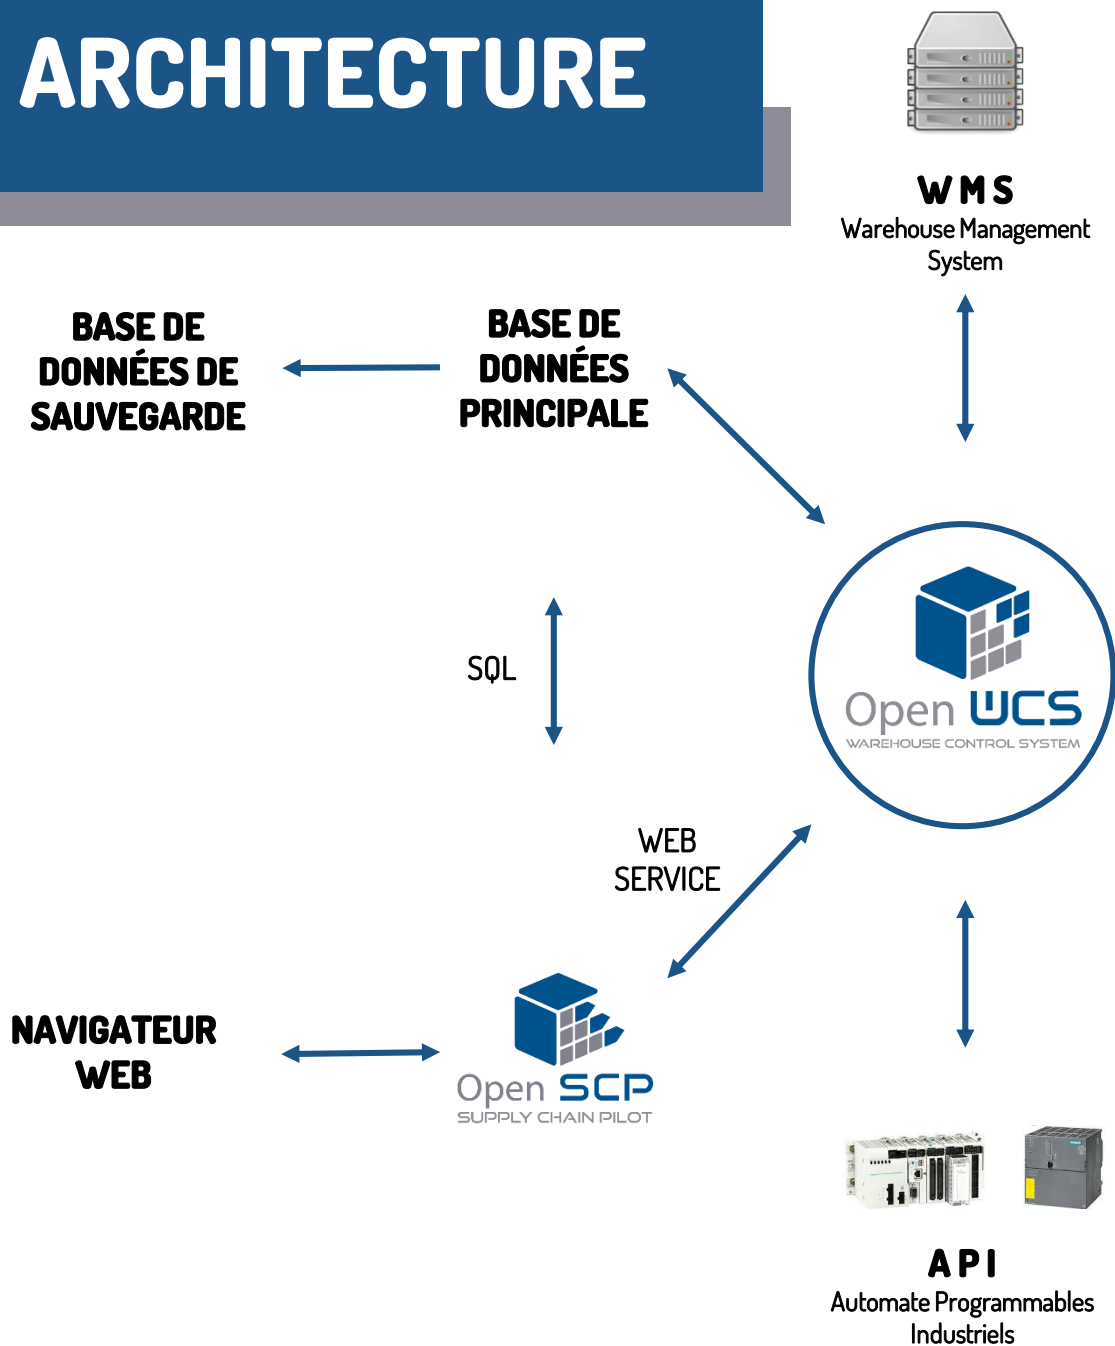 ARCHITECTURE
WMS
Warehouse Management
System
BASE DE
DONNÉES DE
SAUVEGARDE
BASE DE
DONNÉES
PRINCIPALE
SQL
Open WCS
WAREHOUSE CONTROL SYSTEM
WEB
SERVICE
NAVIGATEUR
WEB
Open SCP
SUPPLY CHAIN PILOT
API
Automate Programmables
Industriels